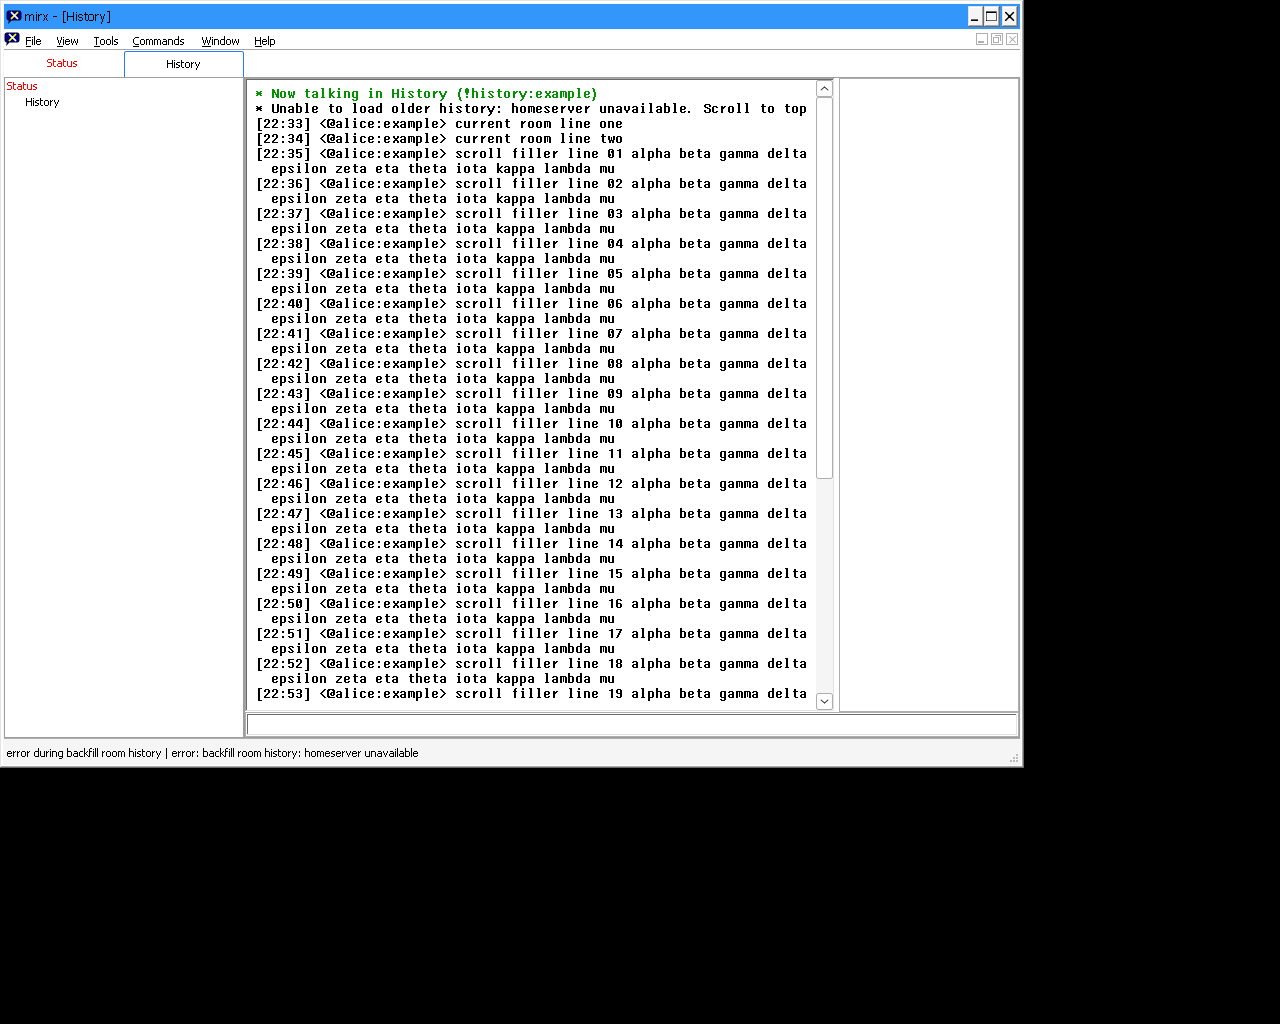 mirx - [History]
File View Tools Commands Window Help
Status History
Status
History
* Now talking in History (!history:example)
* Unable to load older history: homeserver unavailable. Scroll to top
[22:33] <@alice:example> current room line one
[22:34] <@alice:example> current room line two
[22:35] <@alice:example> scroll filler line 01 alpha beta gamma delta
epsilon zeta eta theta iota kappa lambda mu
[22:36] <@alice:example> scroll filler line 02 alpha beta gamma delta
epsilon zeta eta theta iota kappa lambda mu
[22:37] <@alice:example> scroll filler line 03 alpha beta gamma delta
epsilon zeta eta theta iota kappa lambda mu
[22:38] <@alice:example> scroll filler line 04 alpha beta gamma delta
epsilon zeta eta theta iota kappa lambda mu
[22:39] <@alice:example> scroll filler line 05 alpha beta gamma delta
epsilon zeta eta theta iota kappa lambda mu
[22:40] <@alice:example> scroll filler line 06 alpha beta gamma delta
epsilon zeta eta theta iota kappa lambda mu
[22:41] <@alice:example> scroll filler line 07 alpha beta gamma delta
epsilon zeta eta theta iota kappa lambda mu
[22:42] <@alice:example> scroll filler line 08 alpha beta gamma delta
epsilon zeta eta theta iota kappa lambda mu
[22:43] <@alice:example> scroll filler line 09 alpha beta gamma delta
epsilon zeta eta theta iota kappa lambda mu
[22:44] <@alice:example> scroll filler line 10 alpha beta gamma delta
epsilon zeta eta theta iota kappa lambda mu
[22:45] <@alice:example> scroll filler line 11 alpha beta gamma delta
epsilon zeta eta theta iota kappa lambda mu
[22:46] <@alice:example> scroll filler line 12 alpha beta gamma delta
epsilon zeta eta theta iota kappa lambda mu
[22:47] <@alice:example> scroll filler line 13 alpha beta gamma delta
epsilon zeta eta theta iota kappa lambda mu
[22:48] <@alice:example> scroll filler line 14 alpha beta gamma delta
epsilon zeta eta theta iota kappa lambda mu
[22:49] <@alice:example> scroll filler line 15 alpha beta gamma delta
epsilon zeta eta theta iota kappa lambda mu
[22:50] <@alice:example> scroll filler line 16 alpha beta gamma delta
epsilon zeta eta theta iota kappa lambda mu
[22:51] <@alice:example> scroll filler line 17 alpha beta gamma delta
epsilon zeta eta theta iota kappa lambda mu
[22:52] <@alice:example> scroll filler line 18 alpha beta gamma delta
epsilon zeta eta theta iota kappa lambda mu
[22:53] <@alice:example> scroll filler line 19 alpha beta gamma delta
error during backfill room history | error: backfill room history: homeserver unavailable